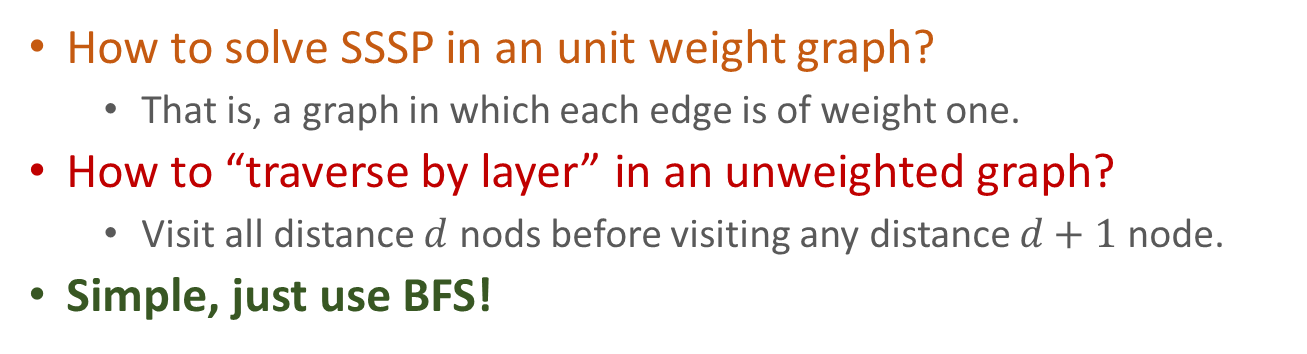 • How to solve SSSP in an unit weight graph?
• That is, a graph in which each edge is of weight one.
• How to “traverse by layer” in an unweighted graph?
• Visit all distance 𝑑 nods before visiting any distance 𝑑 + 1 node.
• Simple, just use BFS!